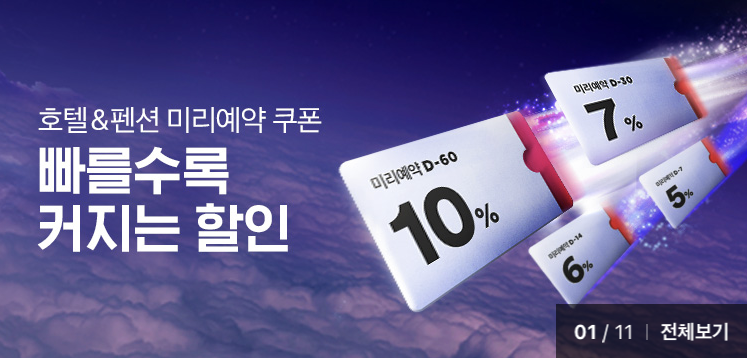 호텔&펜션 미리예약 쿠폰
빠를수록
커지는 할인
미리예약 D-60
10%
미리예약 D-30
7%
미리예약 D-7
5%
미리예약 D-14
6%
01 / 11 | 전체보기